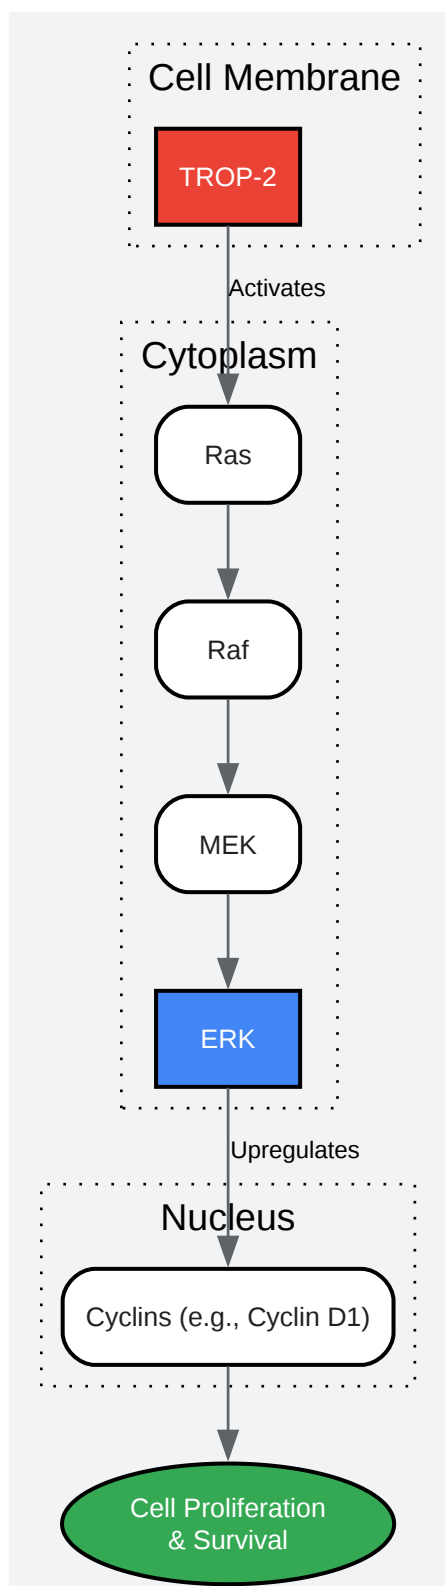 Cell Membrane
TROP-2
Activates
Cytoplasm
Ras
Raf
MEK
ERK
Upregulates
Nucleus
Cyclins (e.g., Cyclin D1)
Cell Proliferation
& Survival